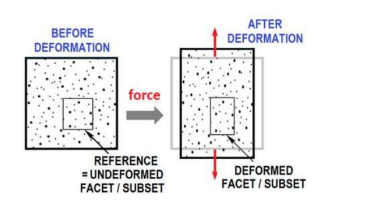 BEFORE
DEFORMATION
AFTER
DEFORMATION
force
REFERENCE
= UNDEFORMED
FACET / SUBSET
DEFORMED
FACET / SUBSET